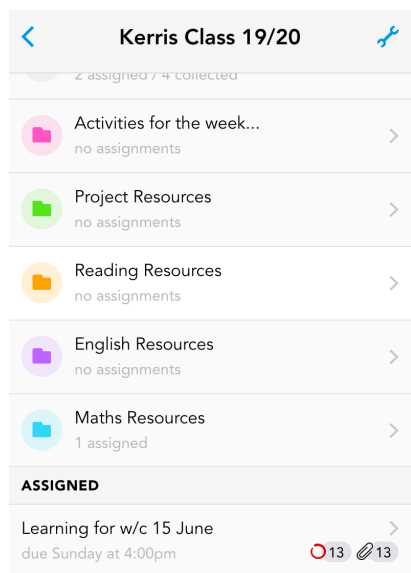 Kerris Class 19/20
2 assigned / 4 collected
Activities for the week...
no assignments
Project Resources
no assignments
Reading Resources
no assignments
English Resources
no assignments
Maths Resources
1 assigned
ASSIGNED
Learning for w/c 15 June
due Sunday at 4:00pm
13
13